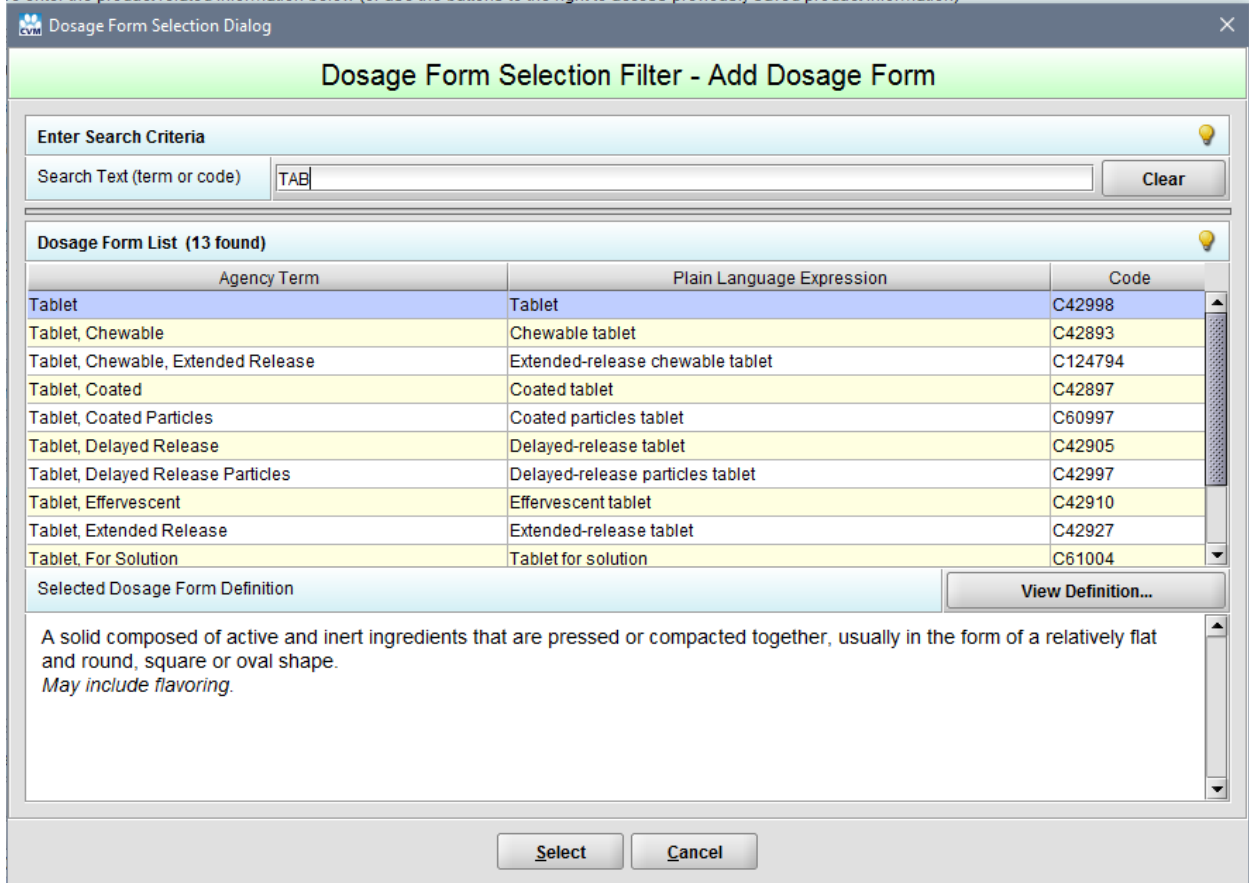 CVM Dosage Form Selection Dialog
Dosage Form Selection Filter - Add Dosage Form
Enter Search Criteria
Search Text (term or code) TAB Clear
Dosage Form List (13 found)
Agency Term Plain Language Expression Code
Tablet Tablet C42998
Tablet, Chewable Chewable tablet C42893
Tablet, Chewable, Extended Release Extended-release chewable tablet C124794
Tablet, Coated Coated tablet C42897
Tablet, Coated Particles Coated particles tablet C60997
Tablet, Delayed Release Delayed-release tablet C42905
Tablet, Delayed Release Particles Delayed-release particles tablet C42997
Tablet, Effervescent Effervescent tablet C42910
Tablet, Extended Release Extended-release tablet C42927
Tablet, For Solution Tablet for solution C61004
Selected Dosage Form Definition View Definition...
A solid composed of active and inert ingredients that are pressed or compacted together, usually in the form of a relatively flat
and round, square or oval shape.
May include flavoring.
Select Cancel